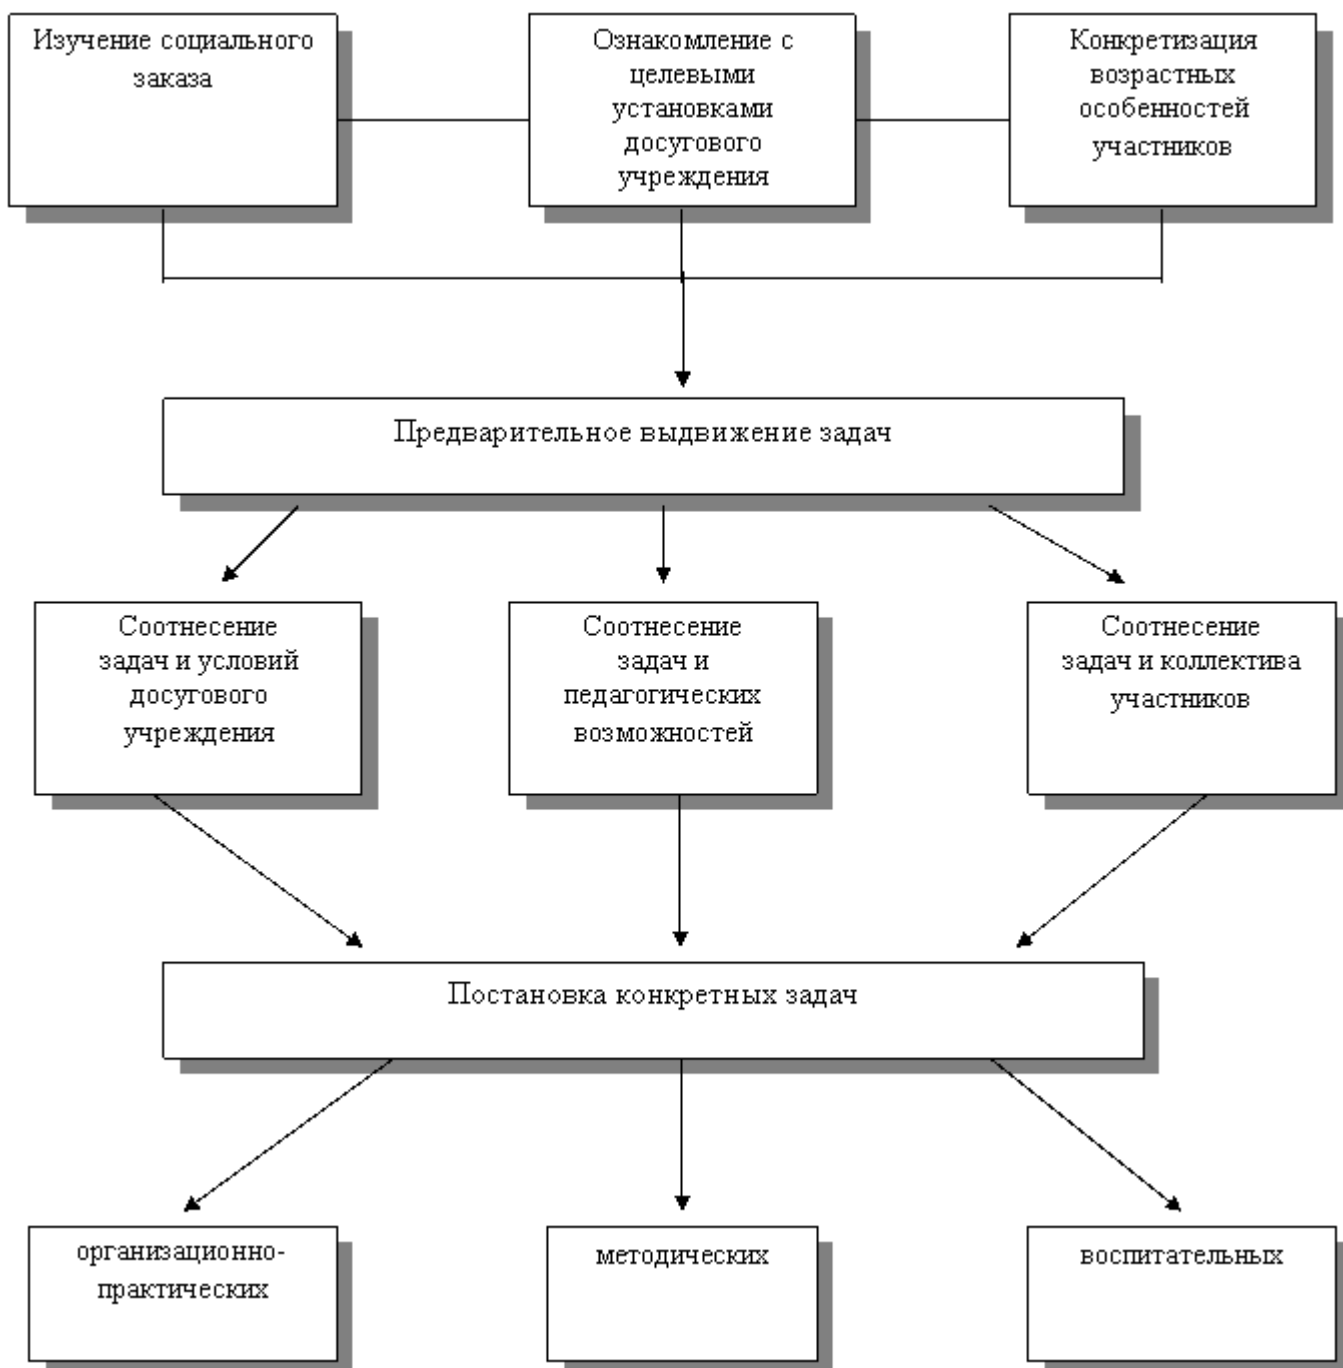 Изучение социального
заказа
Ознакомление с
целевыми
установками
досугового
учреждения
Конкретизация
возрастных
особенностей
участников
Предварительное выдвижение задач
Соотнесение
задач и условий
досугового
учреждения
Соотнесение
задач и
педагогических
возможностей
Соотнесение
задач и коллектива
участников
Постановка конкретных задач
организационно-
практических
методических
воспитательных